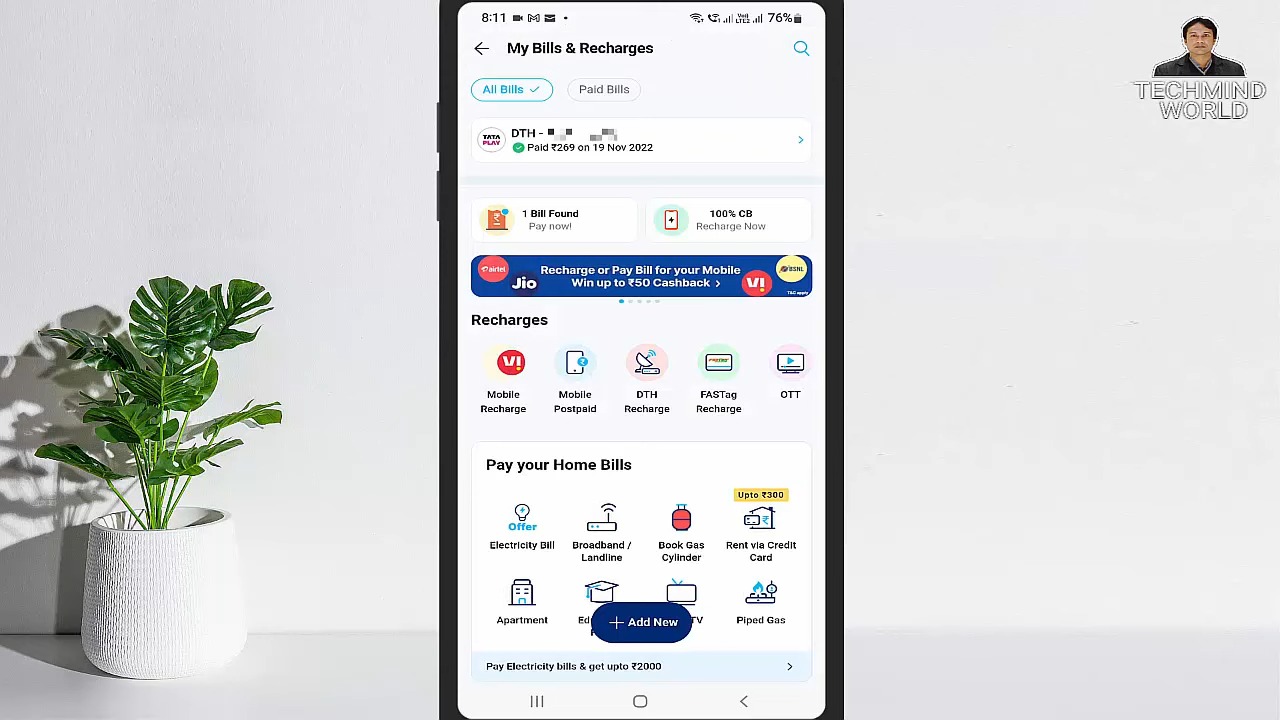 8:11
76%
My Bills & Recharges
TECHMIND
WORLD
All Bills
Paid Bills
TATA
PLAY
DTH -
Paid ₹269 on 19 Nov 2022
1 Bill Found
Pay now!
100% CB
Recharge Now
airtel
Jio
Recharge or Pay Bill for your Mobile
Win up to ₹50 Cashback >
VI
BSNL
T&C apply
Recharges
VI
Mobile
Recharge
Mobile
Postpaid
DTH
Recharge
FASTag
Recharge
OTT
Pay your Home Bills
Upto ₹300
Offer
Electricity Bill
Broadband /
Landline
Book Gas
Cylinder
Rent via Credit
Card
Apartment
Ed
TV
Piped Gas
+ Add New
Pay Electricity bills & get upto ₹2000